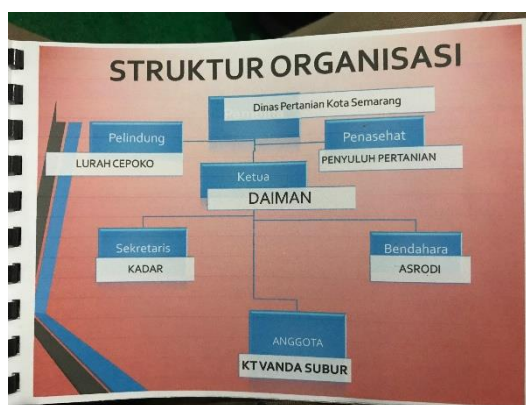 STRUKTUR ORGANISASI
Dinas Pertanian Kota Semarang
Pelindung
LURAH CEPOKO
Penasehat
PENYULUH PERTANIAN
Ketua
DAIMAN
Sekretaris
KADAR
Bendahara
ASRODI
ANGGOTA
KT VANDA SUBUR